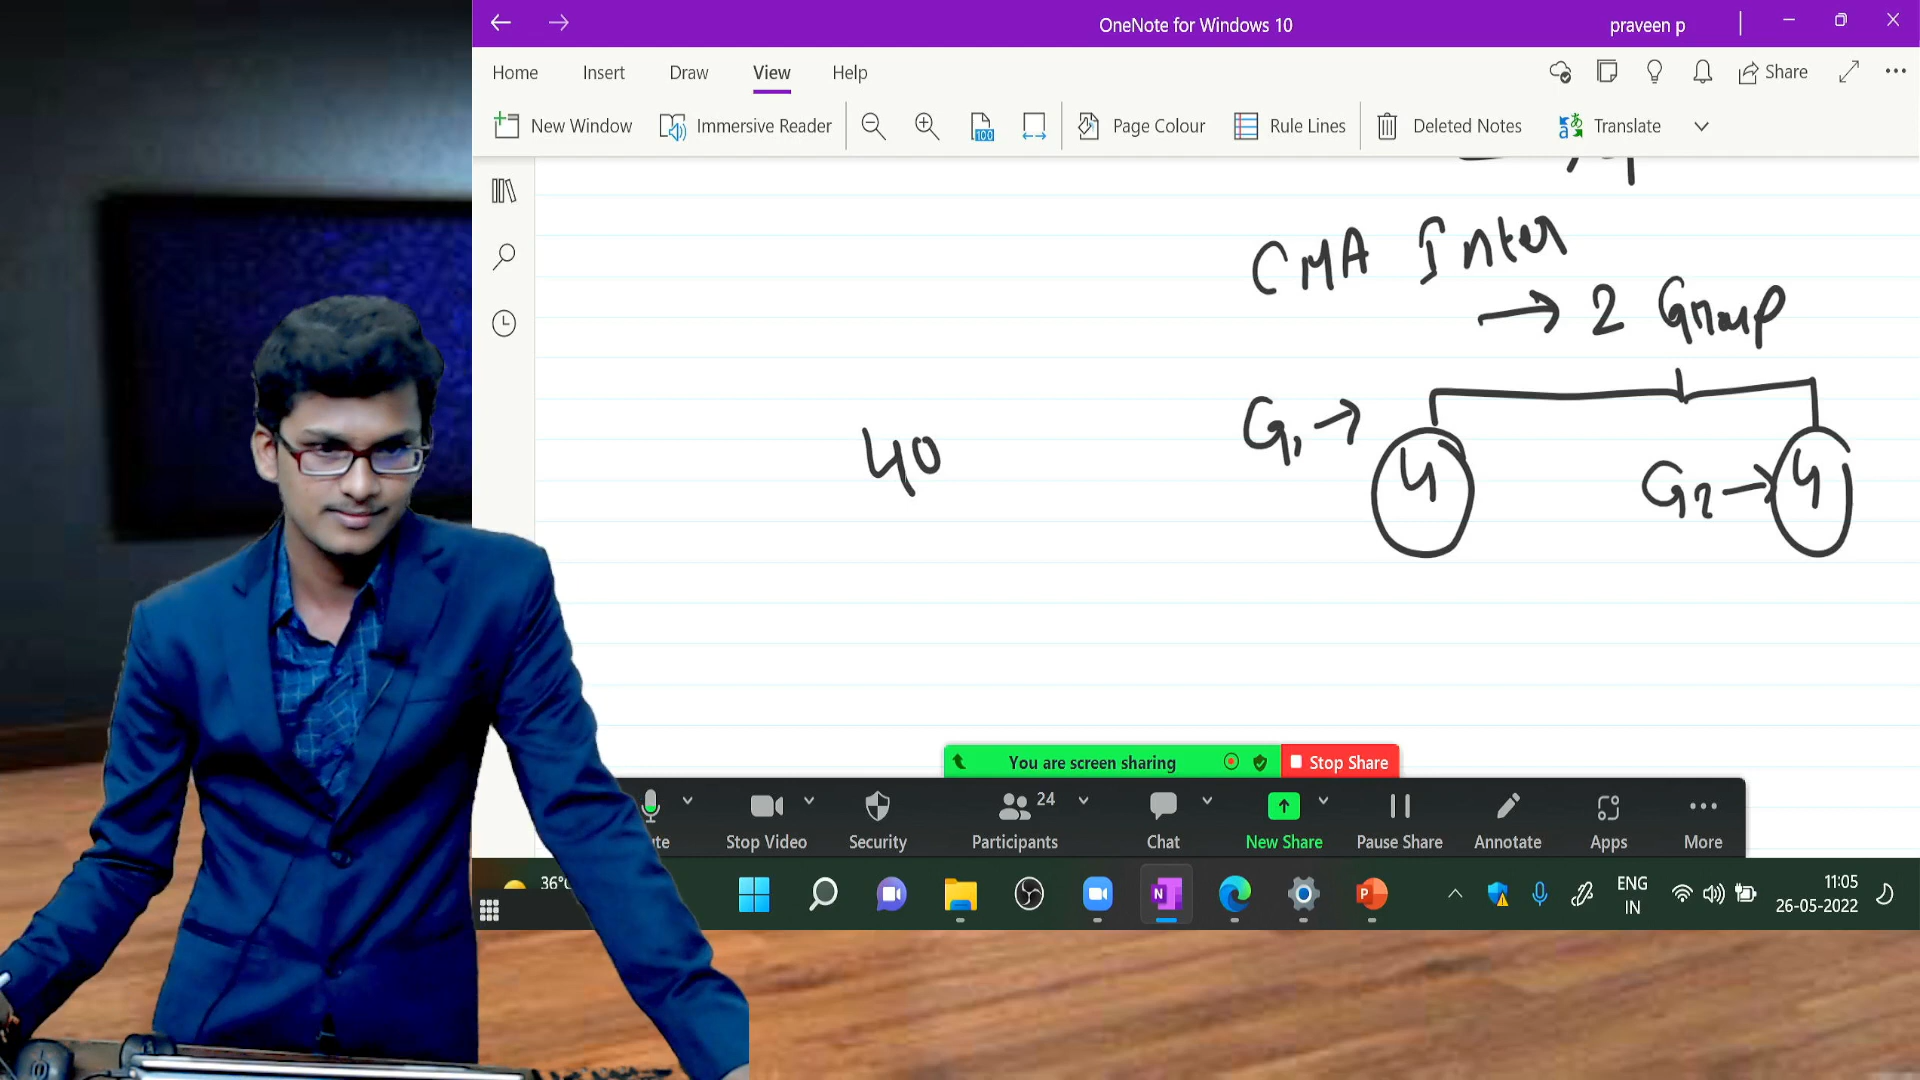 OneNote for Windows 10
praveen p
Home Insert Draw View Help
Share
New Window Immersive Reader 100 Page Colour Rule Lines Deleted Notes Translate
CMA Inter
→ 2 Group
G1 → 4
G2 → 4
40
You are screen sharing Stop Share
24
Stop Video Security Participants Chat New Share Pause Share Annotate Apps More
ENG
IN
11:05
26-05-2022